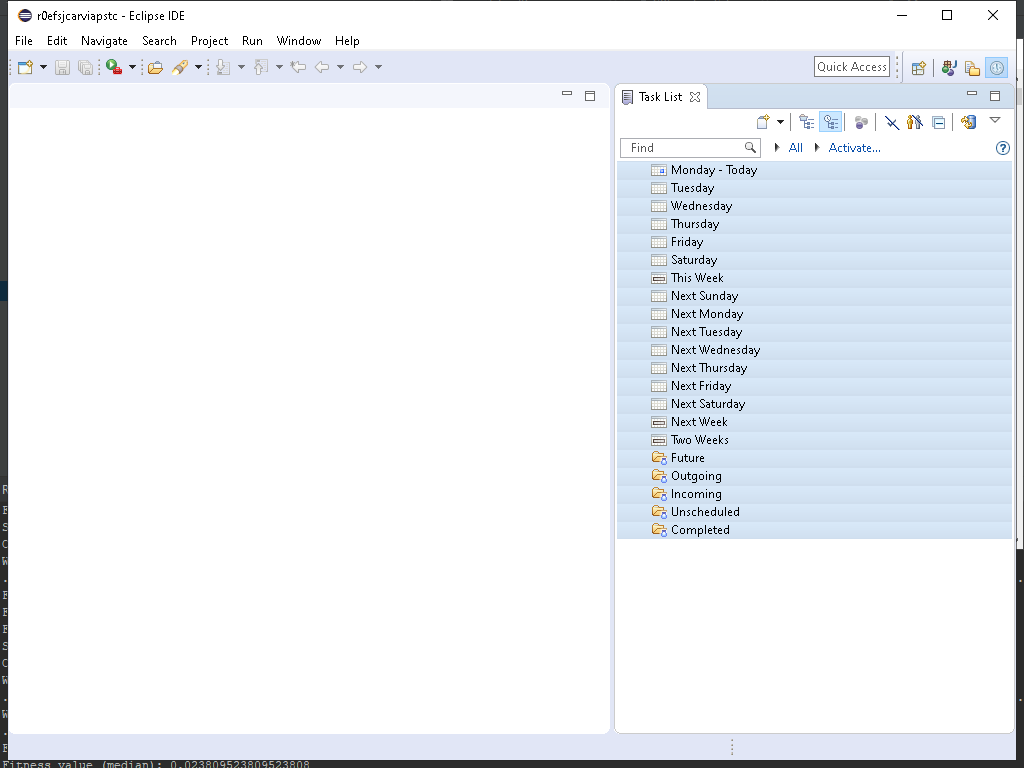 r0efsjcarviapstc - Eclipse IDE
File Edit Navigate Search Project Run Window Help
Quick Access
Task List
Find All Activate...
Monday - Today
Tuesday
Wednesday
Thursday
Friday
Saturday
This Week
Next Sunday
Next Monday
Next Tuesday
Next Wednesday
Next Thursday
Next Friday
Next Saturday
Next Week
Two Weeks
Future
Outgoing
Incoming
Unscheduled
Completed
Fitness value (median): 0.023809523809523808